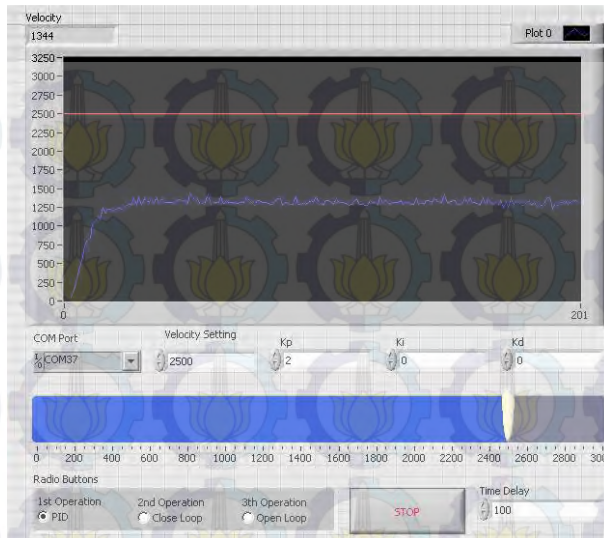 Velocity
1344
Plot 0
3250
3000
2750
2500
2250
2000
1750
1500
1250
1000
750
500
250
0
0 201
COM Port Velocity Setting Kp Ki Kd
COM37 2500 2 0 0
0 200 400 600 800 1000 1200 1400 1600 1800 2000 2200 2400 2600 2800 300
Radio Buttons
1st Operation 2nd Operation 3th Operation
PID Close Loop Open Loop
STOP
Time Delay
100